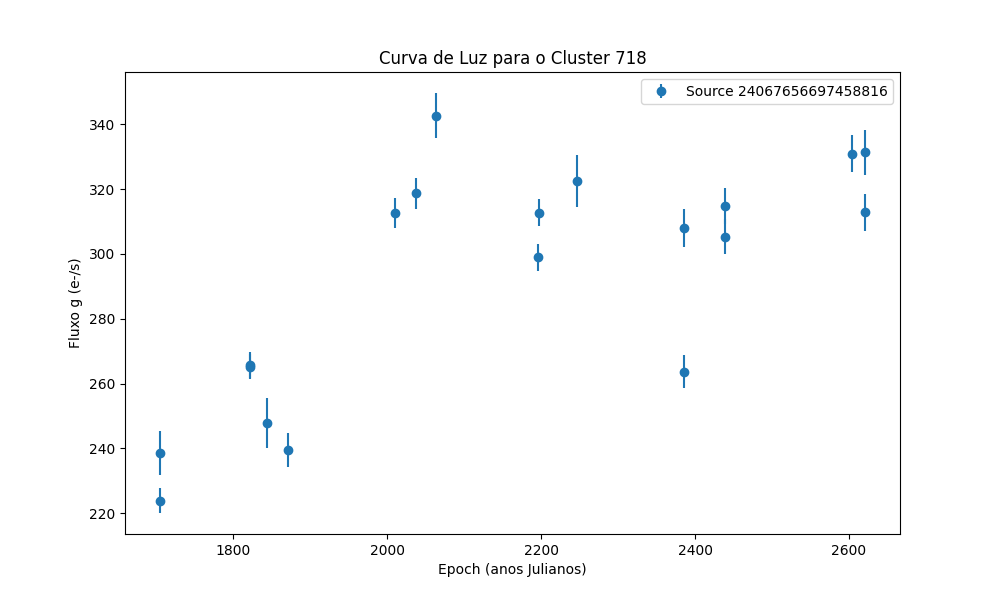 Curva de Luz para o Cluster 718
Source 24067656697458816
Fluxo g (e-/s)
340
320
300
280
260
240
220
1800 2000 2200 2400 2600
Epoch (anos Julianos)